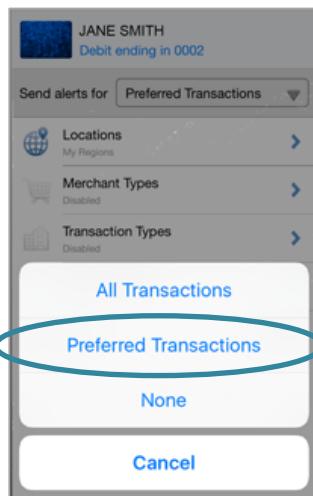 JANE SMITH
Debit ending in 0002
Send alerts for Preferred Transactions
Locations
My Regions
Merchant Types
Disabled
Transaction Types
Disabled
All Transactions
Preferred Transactions
None
Cancel